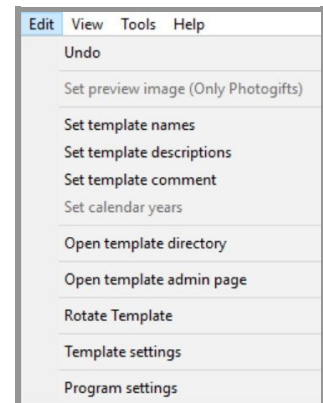 Edit View Tools Help
Undo
Set preview image (Only Photogifts)
Set template names
Set template descriptions
Set template comment
Set calendar years
Open template directory
Open template admin page
Rotate Template
Template settings
Program settings